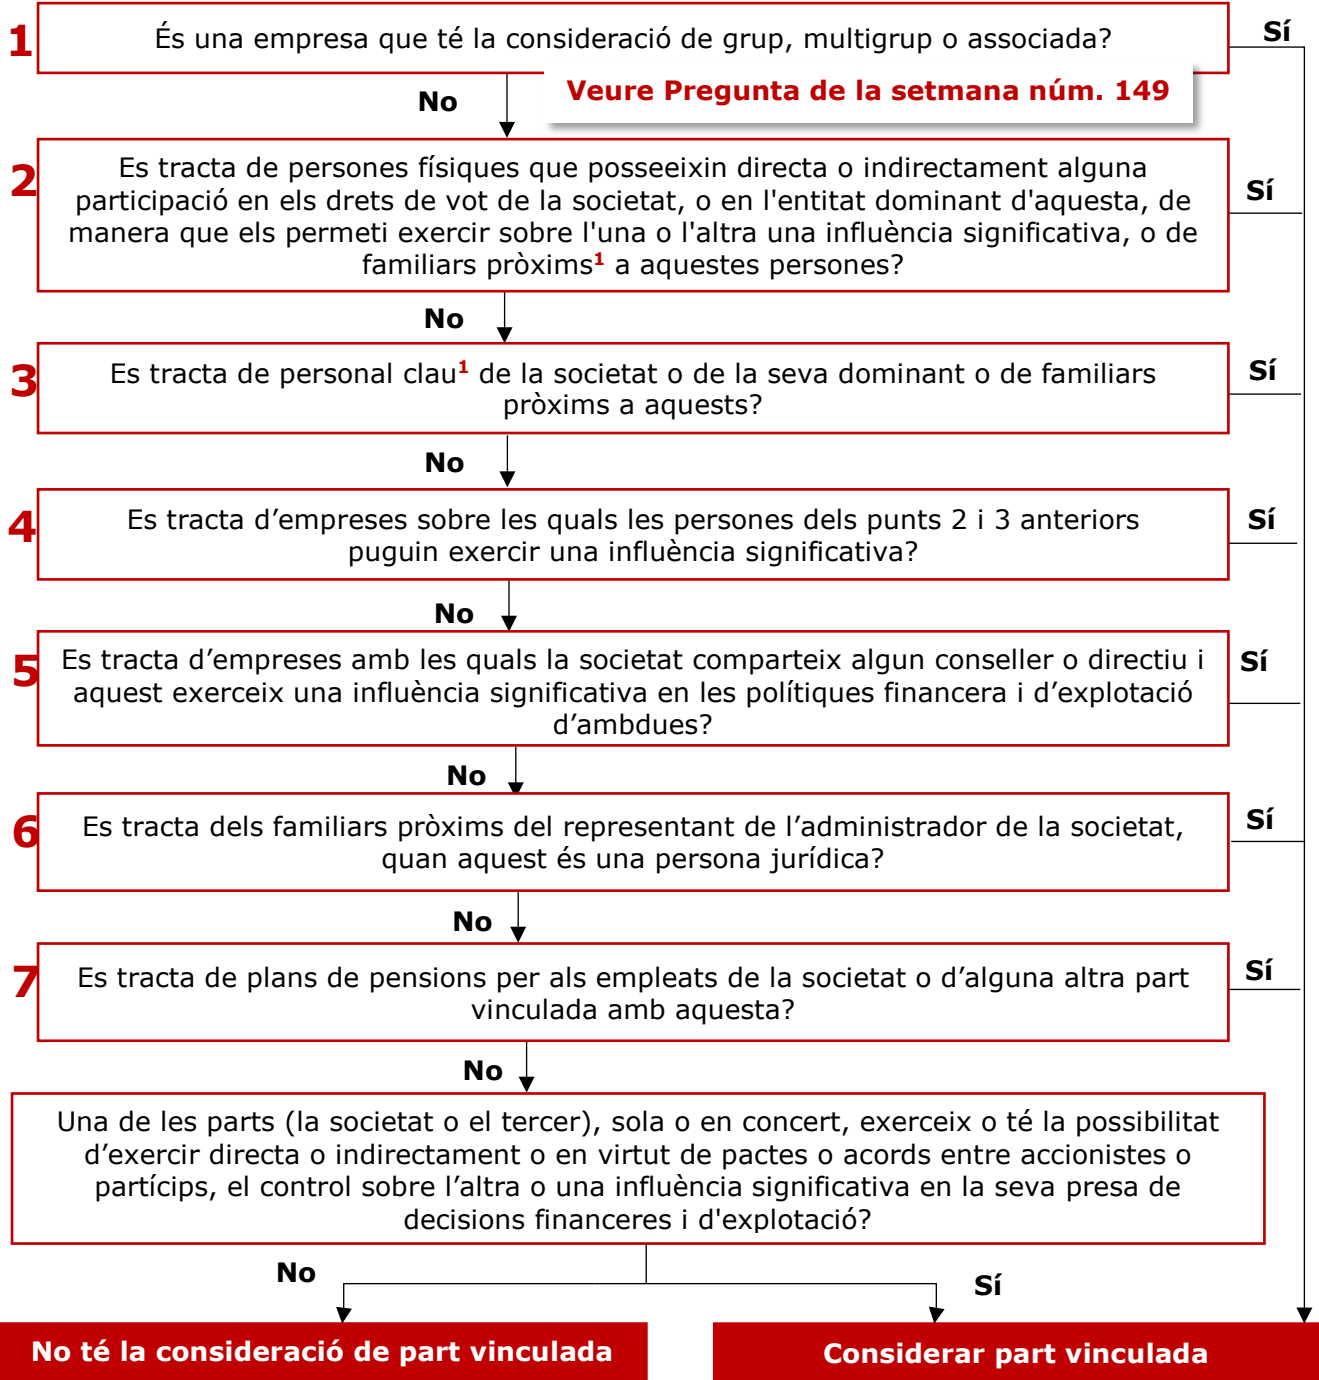 1
És una empresa que té la consideració de grup, multigrup o associada?
Sí
Veure Pregunta de la setmana núm. 149
No
2
Es tracta de persones físiques que posseeixin directa o indirectament alguna
participació en els drets de vot de la societat, o en l'entitat dominant d'aquesta, de
manera que els permeti exercir sobre l'una o l'altra una influència significativa, o de
familiars pròxims1 a aquestes persones?
Sí
No
3
Es tracta de personal clau1 de la societat o de la seva dominant o de familiars
pròxims a aquests?
Sí
No
4
Es tracta d’empreses sobre les quals les persones dels punts 2 i 3 anteriors
puguin exercir una influència significativa?
Sí
No
5
Es tracta d’empreses amb les quals la societat comparteix algun conseller o directiu i
aquest exerceix una influència significativa en les polítiques financera i d’explotació
d’ambdues?
Sí
No
6
Es tracta dels familiars pròxims del representant de l’administrador de la societat,
quan aquest és una persona jurídica?
Sí
No
7
Es tracta de plans de pensions per als empleats de la societat o d’alguna altra part
vinculada amb aquesta?
Sí
No
Una de les parts (la societat o el tercer), sola o en concert, exerceix o té la possibilitat
d’exercir directa o indirectament o en virtut de pactes o acords entre accionistes o
partícips, el control sobre l’altra o una influència significativa en la seva presa de
decisions financeres i d'explotació?
No
Sí
No té la consideració de part vinculada
Considerar part vinculada